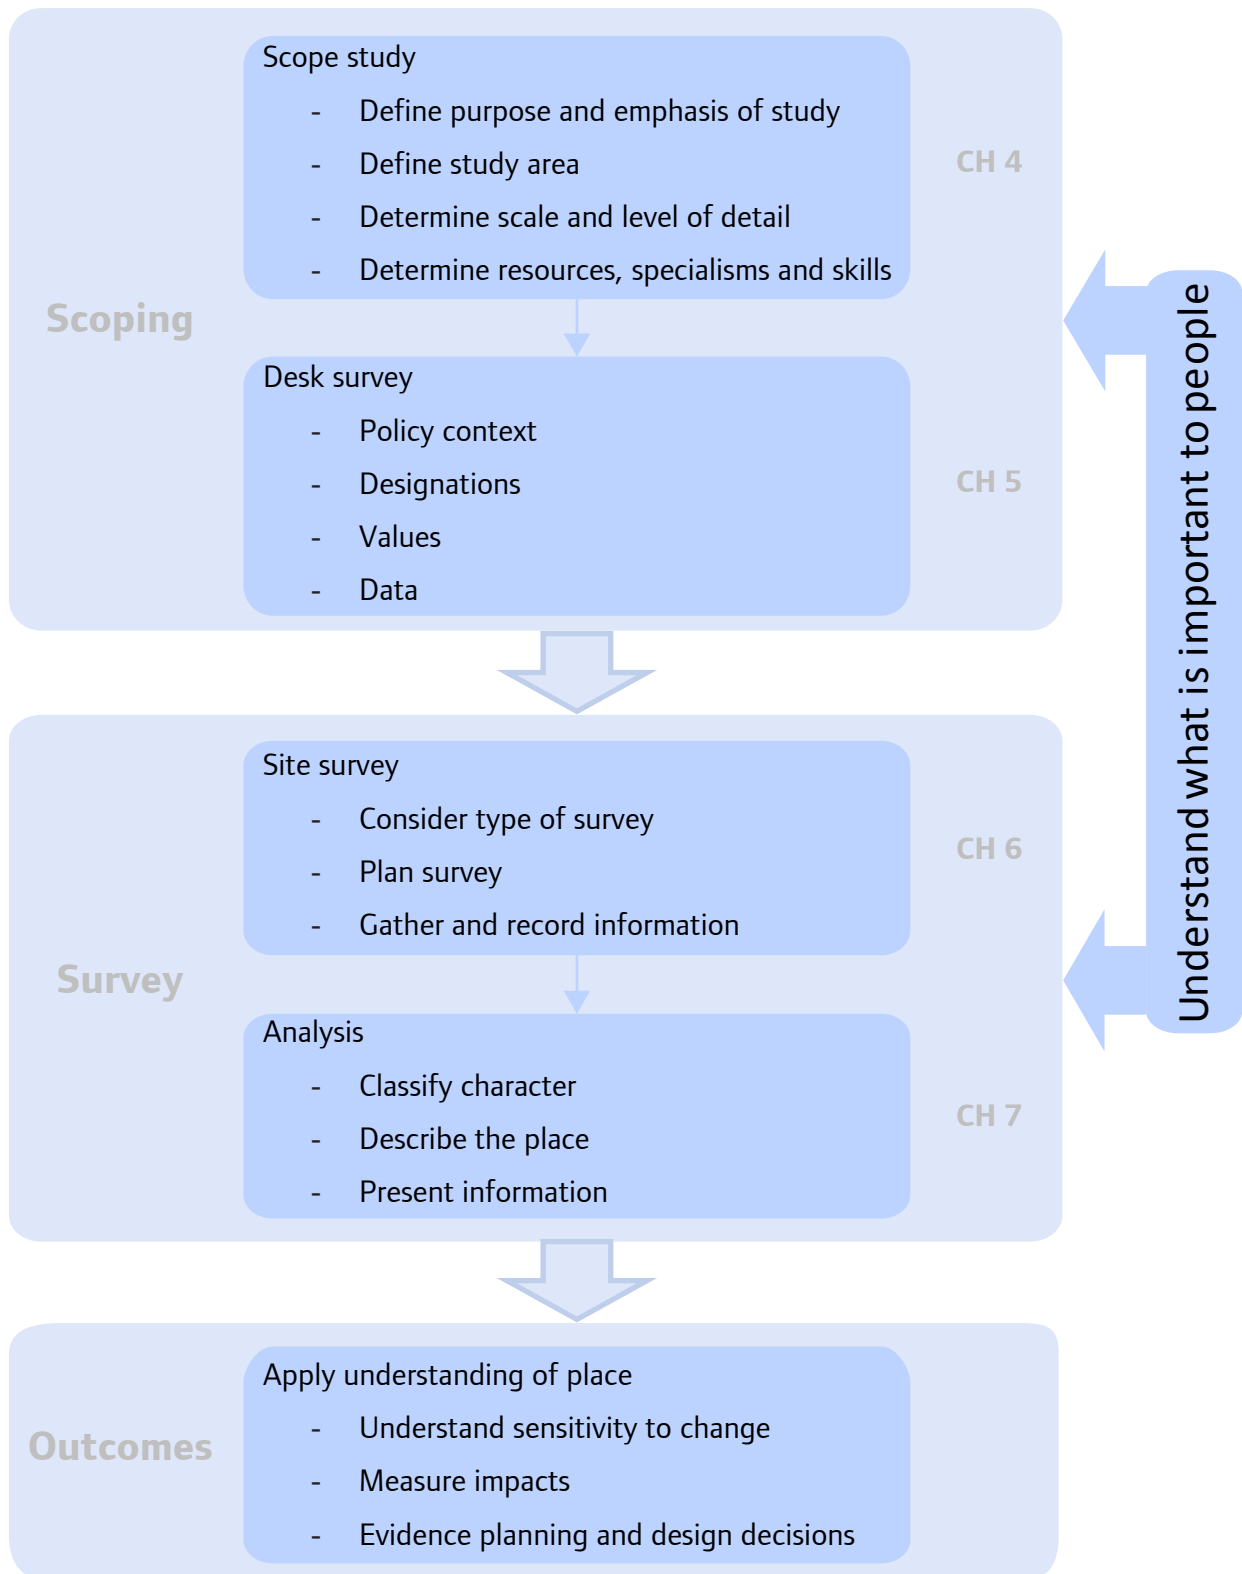 Scope study
- Define purpose and emphasis of study
- Define study area
- Determine scale and level of detail
- Determine resources, specialisms and skills
CH 4
Scoping
Desk survey
- Policy context
- Designations
- Values
- Data
CH 5
Understand what is important to people
Site survey
- Consider type of survey
- Plan survey
- Gather and record information
CH 6
Survey
Analysis
- Classify character
- Describe the place
- Present information
CH 7
Apply understanding of place
- Understand sensitivity to change
- Measure impacts
- Evidence planning and design decisions
Outcomes